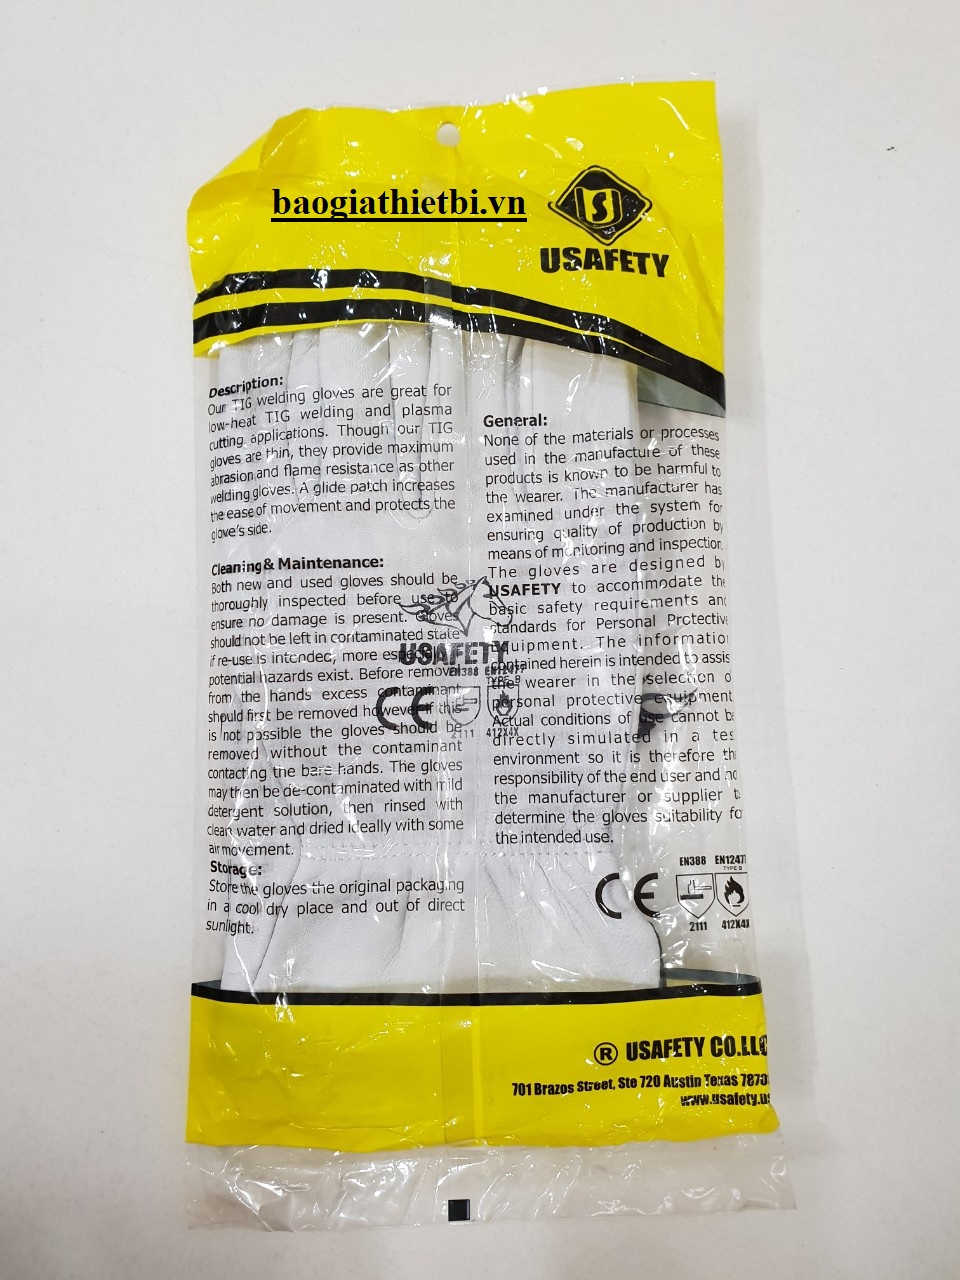 baogiathietbi.vn
USAFETY
Description:
Our TIG welding gloves are great for
low-heat TIG welding and plasma
cutting applications. Though our TIG
gloves are thin, they provide maximum
abrasion and flame resistance as other
welding gloves. A glide patch increases
the ease of movement and protects the
glove's side.
Cleaning & Maintenance:
Both new and used gloves should be
thoroughly inspected before use to
ensure no damage is present. Gloves
should not be left in contaminated state
if re-use is intended, more especially if
potential hazards exist. Before removal
from the hands excess contaminant
should first be removed however if this
is not possible the gloves should be
removed without the contaminant
contacting the bare hands. The gloves
may then be de-contaminated with mild
detergent solution, then rinsed with
clean water and dried ideally with some
air movement.
Storage:
Store the gloves the original packaging
in a cool dry place and out of direct
sunlight.
General:
None of the materials or processes
used in the manufacture of these
products is known to be harmful to
the wearer. The manufacturer has
examined under the system for
ensuring quality of production by
means of monitoring and inspection.
The gloves are designed by
USAFETY to accommodate the
basic safety requirements and
standards for Personal Protective
Equipment. The information
contained herein is intended to assis
the wearer in the selection o
personal protective equipment
Actual conditions of use cannot be
directly simulated in a tes
environment so it is therefore the
responsibility of the end user and no
the manufacturer or supplier t
determine the gloves suitability fo
the intended use.
USAFETY
EN388 EN12477
TYPE B
CE
2111 412X4X
EN388 EN1247
TYPE B
CE
2111 412X4X
® USAFETY CO.LLC
701 Brazos Street, Ste 720 Austin Texas 7870
www.usafety.us